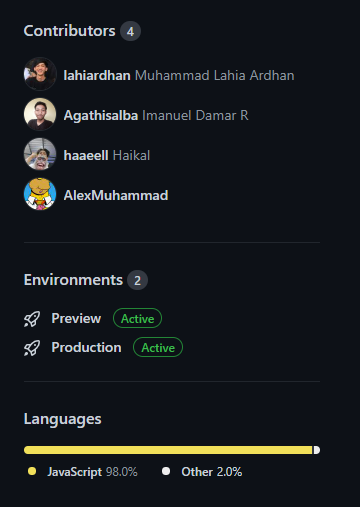 Contributors 4
lahiardhan Muhammad Lahia Ardhan
Agathisalba Imanuel Damar R
haaeell Haikal
AlexMuhammad
Environments 2
Preview Active
Production Active
Languages
JavaScript 98.0% Other 2.0%